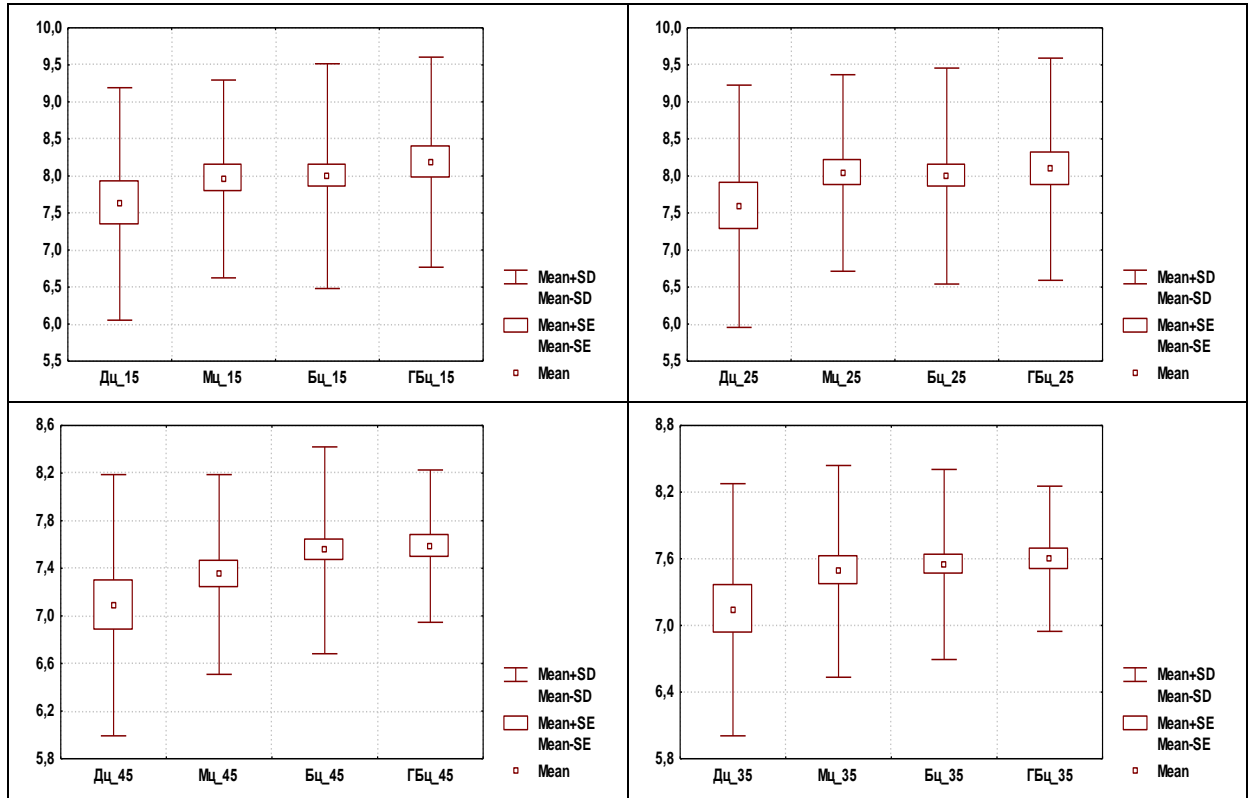 10,0
9,5
9,0
8,5
8,0
7,5
7,0
6,5
6,0
5,5
Дц_15 Мц_15 Бц_15 ГБц_15
Mean+SD
Mean-SD
Mean+SE
Mean-SE
Mean
10,0
9,5
9,0
8,5
8,0
7,5
7,0
6,5
6,0
5,5
Дц_25 Мц_25 Бц_25 ГБц_25
Mean+SD
Mean-SD
Mean+SE
Mean-SE
Mean
8,6
8,2
7,8
7,4
7,0
6,6
6,2
5,8
Дц_45 Мц_45 Бц_45 ГБц_45
Mean+SD
Mean-SD
Mean+SE
Mean-SE
Mean
8,8
8,2
7,6
7,0
6,4
5,8
Дц_35 Мц_35 Бц_35 ГБц_35
Mean+SD
Mean-SD
Mean+SE
Mean-SE
Mean